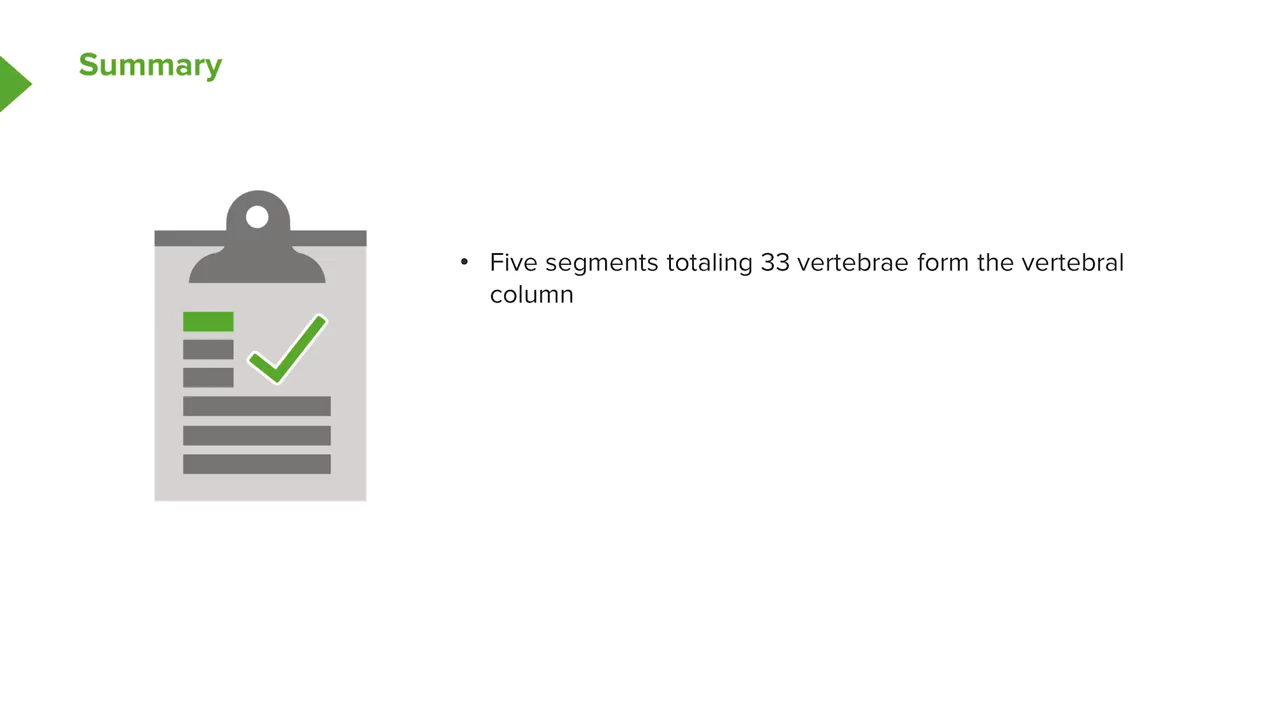 Summary
• Five segments totaling 33 vertebrae form the vertebral
column